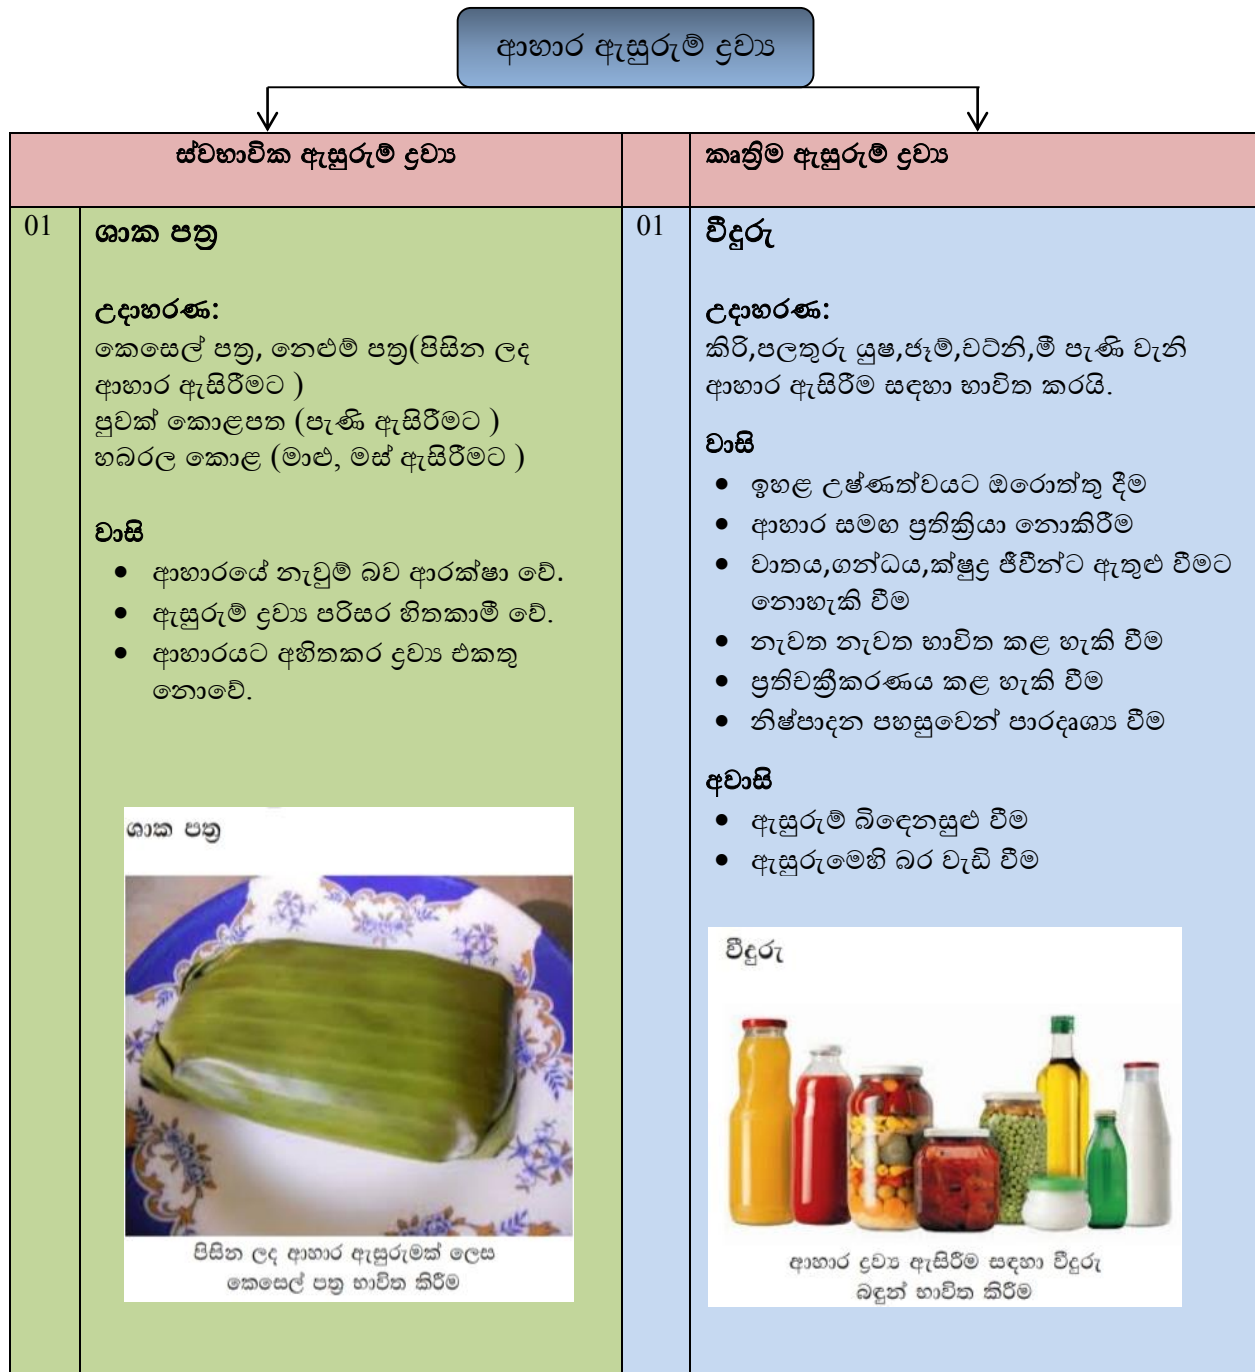 ආහාර ඇසුරුම් ද්‍රව්‍ය
ස්වභාවික ඇසුරුම් ද්‍රව්‍ය
කෘත්‍රිම ඇසුරුම් ද්‍රව්‍ය
01
ශාක පත්‍ර
උදාහරණ:
කෙසෙල් පත්‍ර, නෙළුම් පත්‍ර(පිසින ලද
ආහාර ඇසිරීමට )
පුවක් කොළපත (පැණි ඇසිරීමට )
හබරල කොළ (මාළු, මස් ඇසිරීමට )
වාසි
• ආහාරයේ නැවුම් බව ආරක්ෂා වේ.
• ඇසුරුම් ද්‍රව්‍ය පරිසර හිතකාමී වේ.
• ආහාරයට අහිතකර ද්‍රව්‍ය එකතු
නොවේ.
ශාක පත්‍ර
පිසින ලද ආහාර ඇසුරුමක් ලෙස
කෙසෙල් පත්‍ර භාවිත කිරීම
01
වීදුරු
උදාහරණ:
කිරි,පලතුරු යුෂ,ජෑම්,චට්නි,මී පැණි වැනි
ආහාර ඇසිරීම සඳහා භාවිත කරයි.
වාසි
• ඉහළ උෂ්ණත්වයට ඔරොත්තු දීම
• ආහාර සමඟ ප්‍රතික්‍රියා නොකිරීම
• වාතය,ගන්ධය,ක්ෂුද්‍ර ජීවීන්ට ඇතුළු වීමට
නොහැකි වීම
• නැවත නැවත භාවිත කළ හැකි වීම
• ප්‍රතිචක්‍රීකරණය කළ හැකි වීම
• නිෂ්පාදන පහසුවෙන් පාරදෘශ්‍ය වීම
අවාසි
• ඇසුරුම් බිඳෙනසුළු වීම
• ඇසුරුමෙහි බර වැඩි වීම
වීදුරු
ආහාර ද්‍රව්‍ය ඇසිරීම සඳහා වීදුරු
බඳුන් භාවිත කිරීම